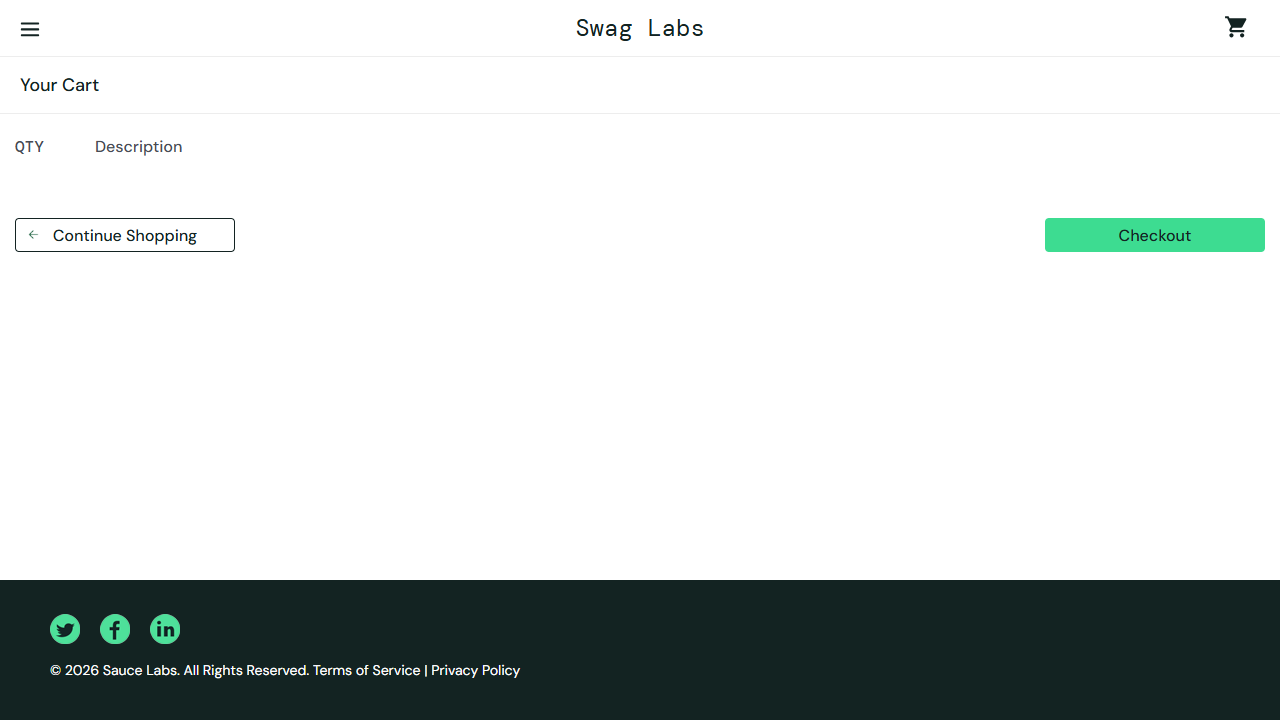 Swag Labs
Your Cart
QTY Description
Continue Shopping Checkout
© 2026 Sauce Labs. All Rights Reserved. Terms of Service | Privacy Policy